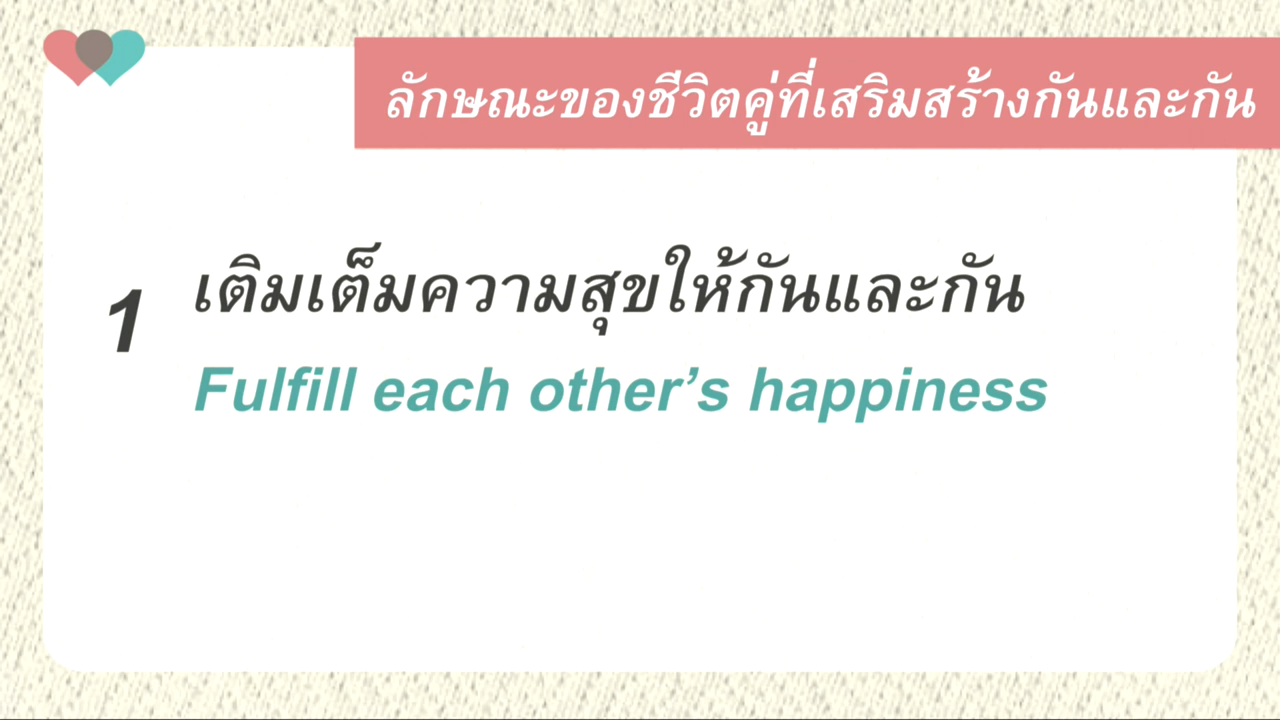 ลักษณะของชีวิตคู่ที่เสริมสร้างกันและกัน
1
เติมเต็มความสุขให้กันและกัน
Fulfill each other’s happiness